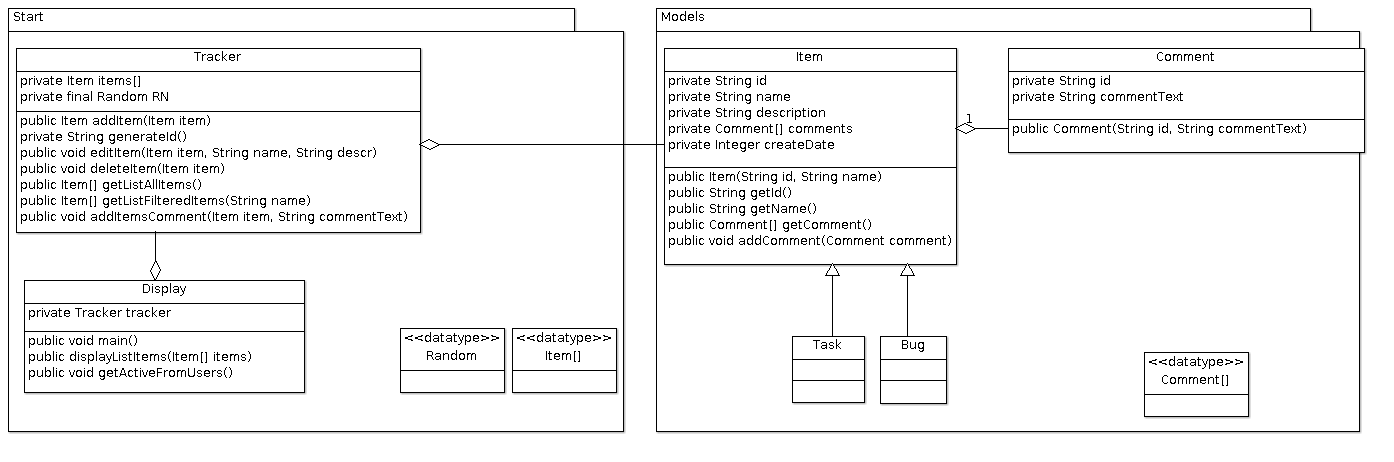 Start
Tracker
private Item items[]
private final Random RN
public Item addItem(Item item)
private String generateId()
public void editItem(Item item, String name, String descr)
public void deleteItem(Item item)
public Item[] getListAllItems()
public Item[] getListFilteredItems(String name)
public void addItemsComment(Item item, String commentText)
Display
private Tracker tracker
public void main()
public displayListItems(Item[] items)
public void getActiveFromUsers()
<<datatype>>
Random
<<datatype>>
Item[]
Models
Item
private String id
private String name
private String description
private Comment[] comments
private Integer createDate
public Item(String id, String name)
public String getId()
public String getName()
public Comment[] getComment()
public void addComment(Comment comment)
1
Comment
private String id
private String commentText
public Comment(String id, String commentText)
Task
Bug
<<datatype>>
Comment[]